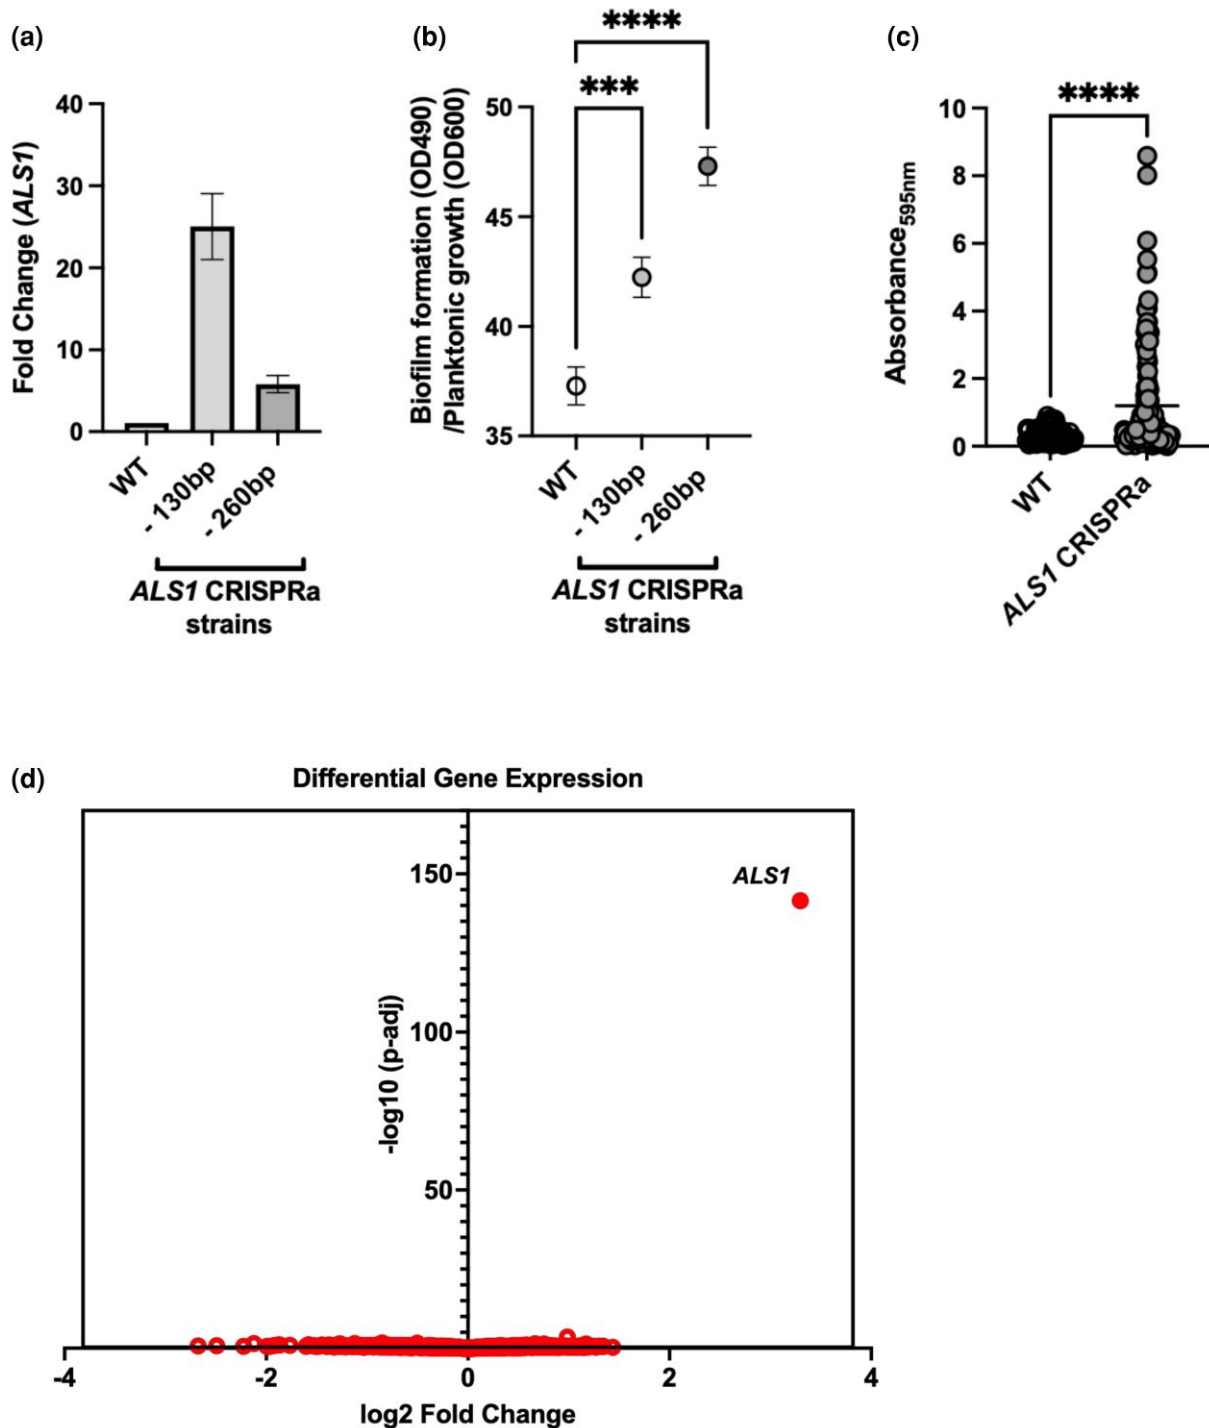 (a)
Fold Change (ALS1)
40
30
20
10
0
WT
- 130bp
- 260bp
ALS1 CRISPRa
strains
(b)
Biofilm formation (OD490)
/Planktonic growth (OD600)
****
***
50
45
40
35
WT
- 130bp
- 260bp
ALS1 CRISPRa
strains
(c)
Absorbance595nm
****
10
8
6
4
2
0
WT
ALS1 CRISPRa
(d)
Differential Gene Expression
-log10 (p-adj)
150
100
50
ALS1
-4
-2
0
2
4
log2 Fold Change